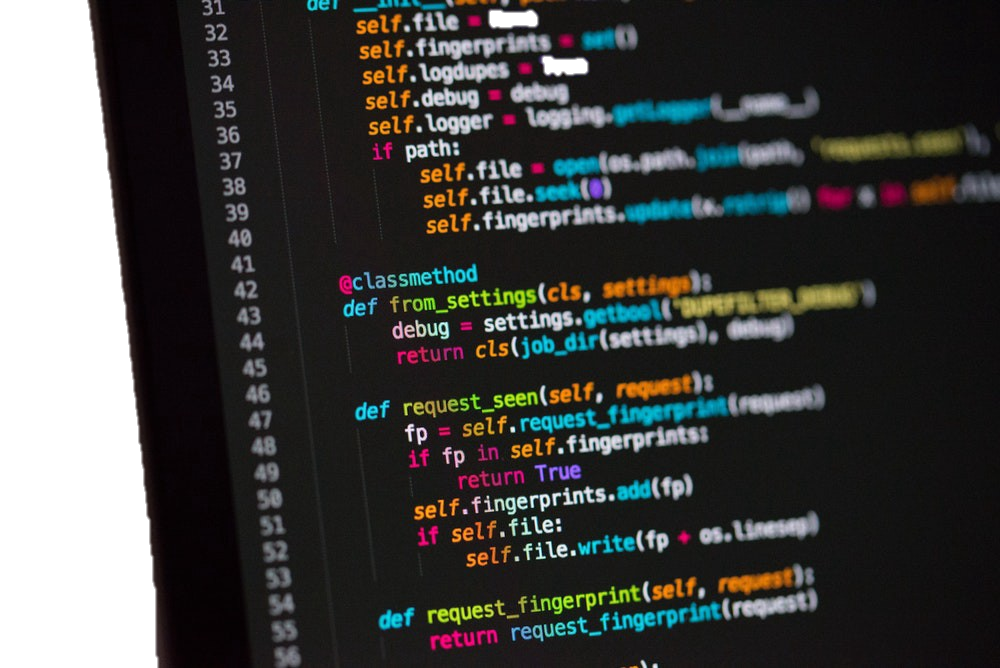 31 def __init__(self,
32 self.file =
33 self.fingerprints = set()
34 self.logdupes = True
35 self.debug = debug
36 self.logger = logging.getLogger(__name__)
37 if path:
38 self.file = open(os.path.join(path, 'requests.seen'),
39 self.file.seek(0)
40 self.fingerprints.update(x.rstrip() for x in self.file
41
42 @classmethod
43 def from_settings(cls, settings):
44 debug = settings.getbool('DUPEFILTER_DEBUG')
45 return cls(job_dir(settings), debug)
46
47 def request_seen(self, request):
48 fp = self.request_fingerprint(request)
49 if fp in self.fingerprints:
50 return True
51 self.fingerprints.add(fp)
52 if self.file:
53 self.file.write(fp + os.linesep)
54
55 def request_fingerprint(self, request):
56 return request_fingerprint(request)